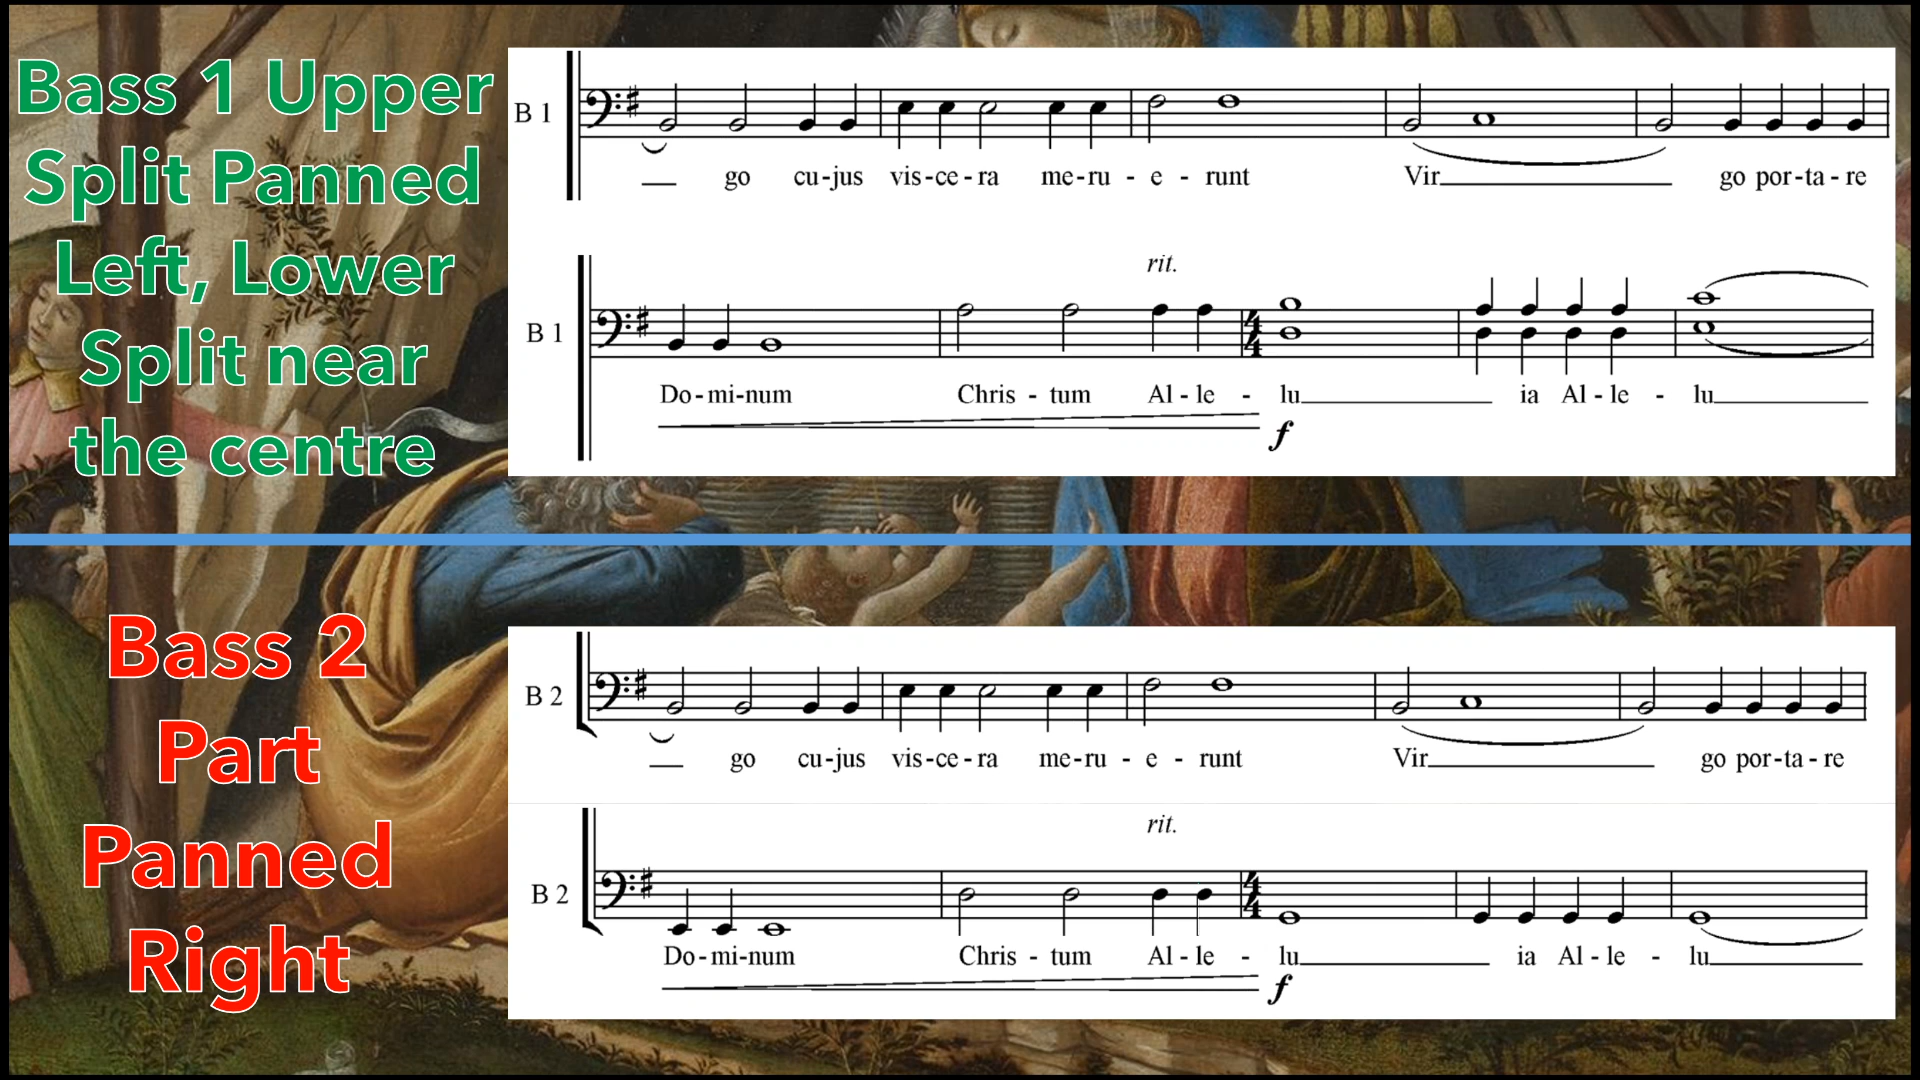 Bass 1 Upper
Split Panned
Left, Lower
Split near
the centre
B 1
go cu-jus vis-ce-ra me-ru-e-runt Vir go por-ta-re
rit.
B 1
Do-mi-num Chris-tum Al-le-lu ia Al-le-lu
f
Bass 2
Part
Panned
Right
B 2
go cu-jus vis-ce-ra me-ru-e-runt Vir go por-ta-re
rit.
B 2
Do-mi-num Chris-tum Al-le-lu ia Al-le-lu
f